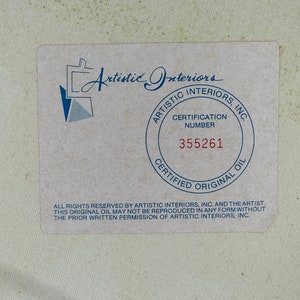 Artistic Interiors
ARTISTIC INTERIORS, INC.
CERTIFICATION
NUMBER
355261
CERTIFIED ORIGINAL OIL
ALL RIGHTS RESERVED BY ARTISTIC INTERIORS, INC. AND THE ARTIST.
THIS ORIGINAL OIL MAY NOT BE REPRODUCED IN ANY FORM WITHOUT
THE PRIOR WRITTEN PERMISSION OF ARTISTIC INTERIORS, INC.